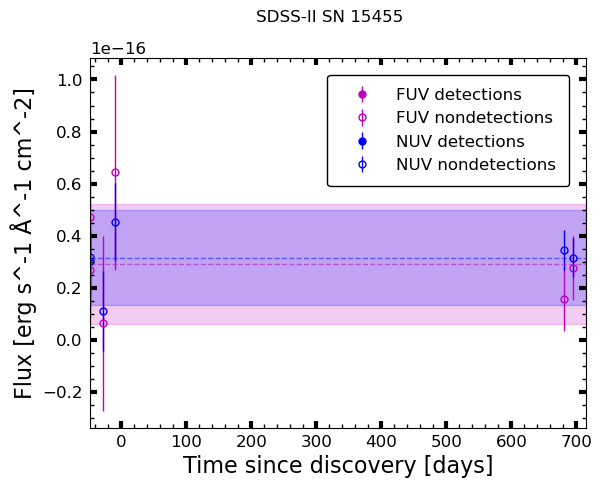 SDSS-II SN 15455
1e−16
Flux [erg s^-1 Å^-1 cm^-2]
1.0
0.8
0.6
0.4
0.2
0.0
−0.2
FUV detections
FUV nondetections
NUV detections
NUV nondetections
0 100 200 300 400 500 600 700
Time since discovery [days]